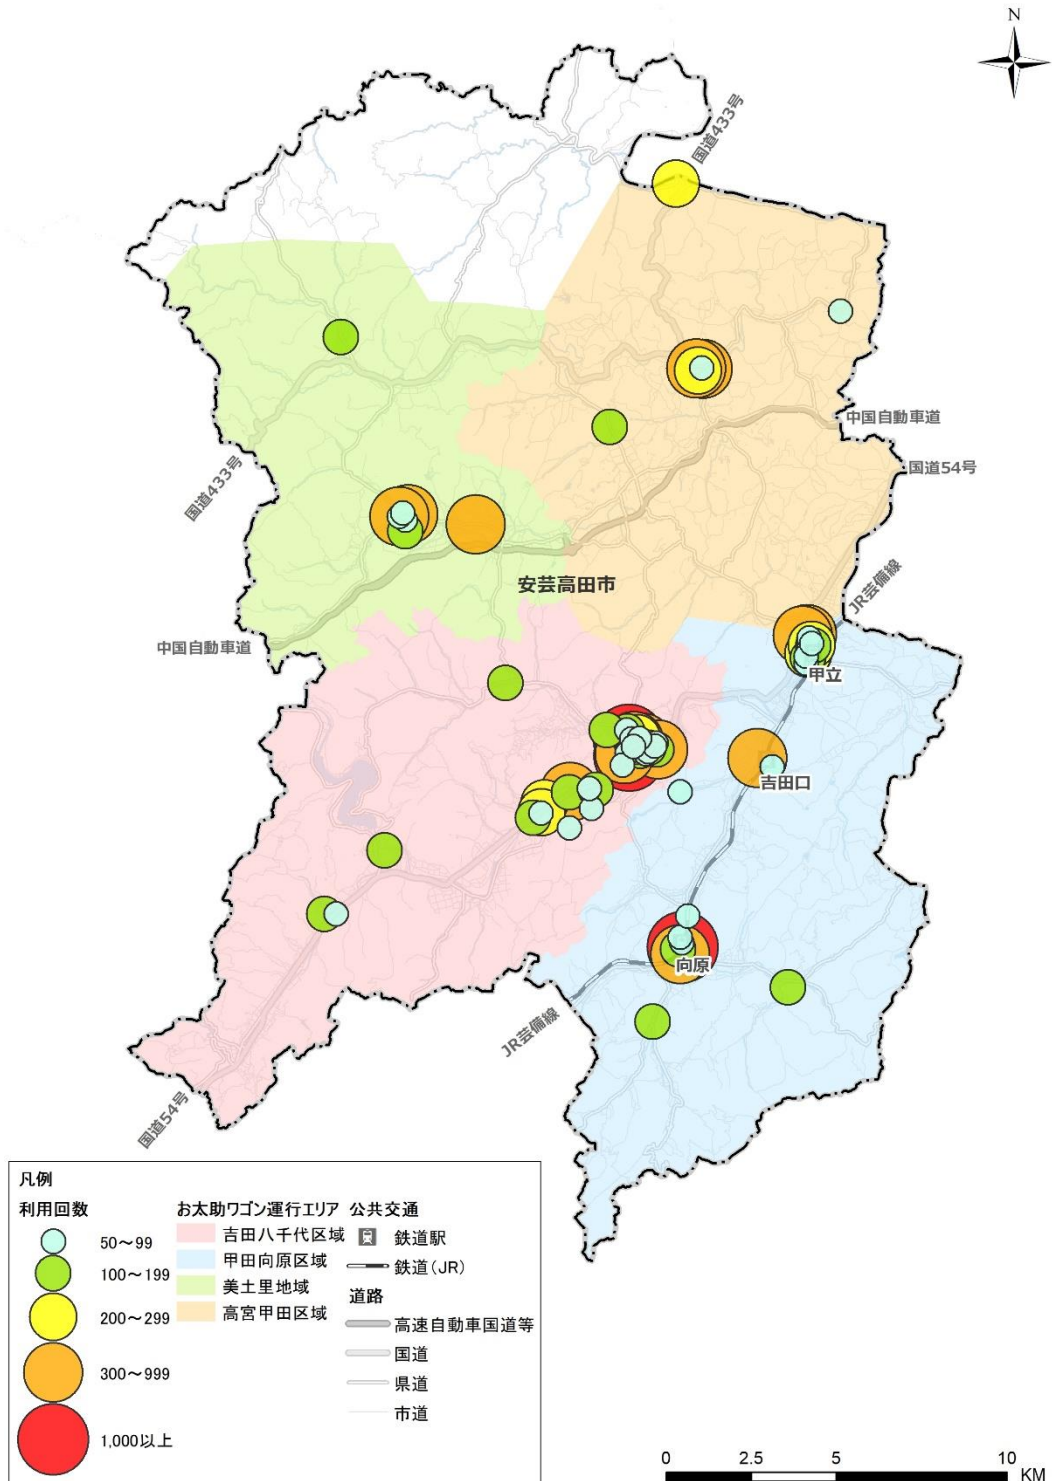 N
国道433号
中国自動車道
国道54号
国道433号
JR芸備線
安芸高田市
中国自動車道
甲立
吉田口
向原
JR芸備線
国道54号
凡例
利用回数
50～99
100～199
200～299
300～999
1,000以上
お太助ワゴン運行エリア
吉田八千代区域
甲田向原区域
美土里地域
高宮甲田区域
公共交通
鉄道駅
鉄道(JR)
道路
高速自動車国道等
国道
県道
市道
0 2.5 5 10
KM